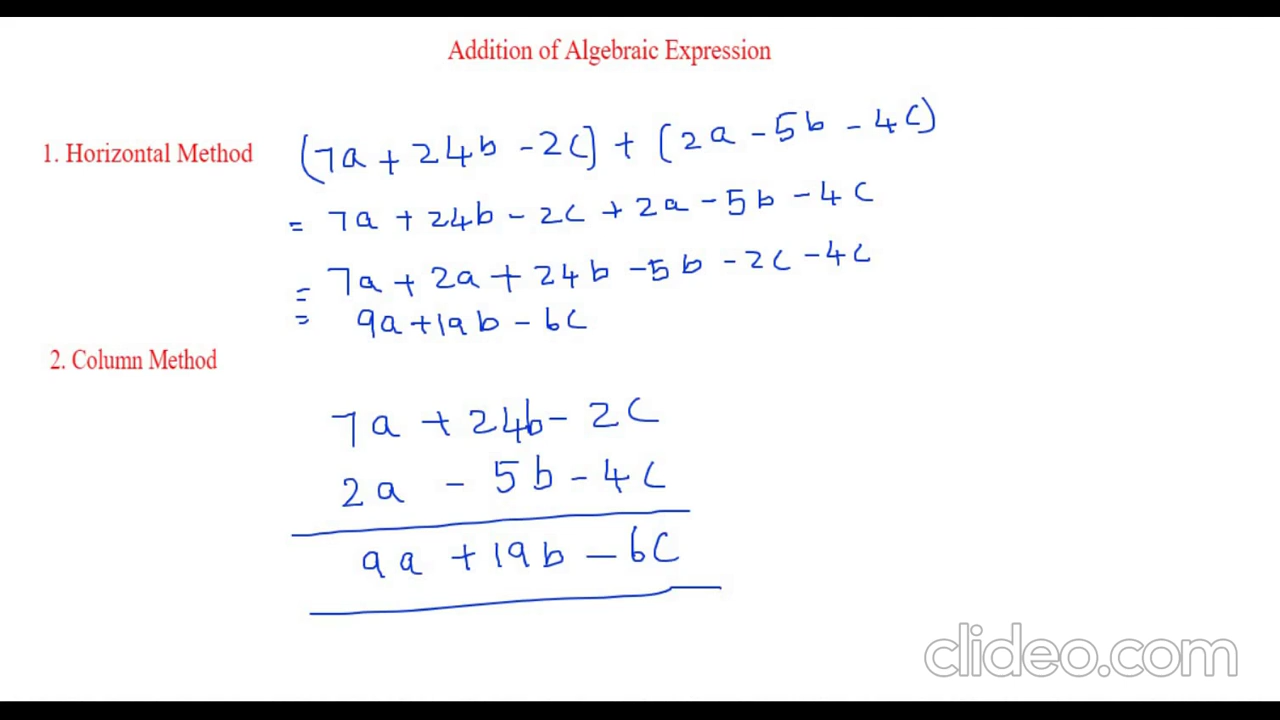 Addition of Algebraic Expression
1. Horizontal Method (7a + 24b - 2c) + (2a - 5b - 4c)
= 7a + 24b - 2c + 2a - 5b - 4c
= 7a + 2a + 24b - 5b - 2c - 4c
= 9a + 19b - 6c
2. Column Method
7a + 24b - 2c
2a - 5b - 4c
9a + 19b - 6c
clideo.com